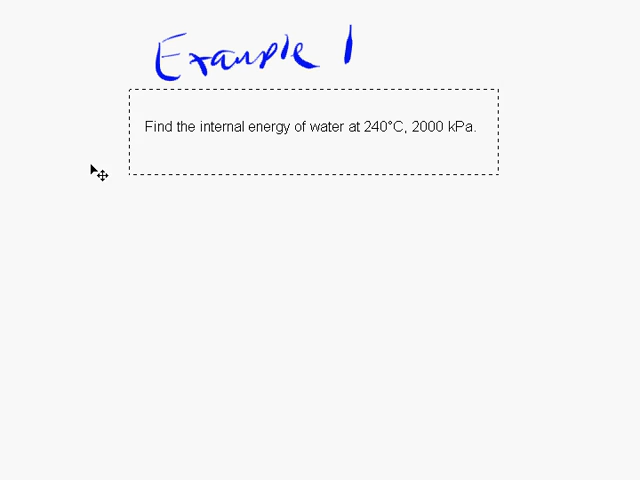 Example 1
Find the internal energy of water at 240°C, 2000 kPa.